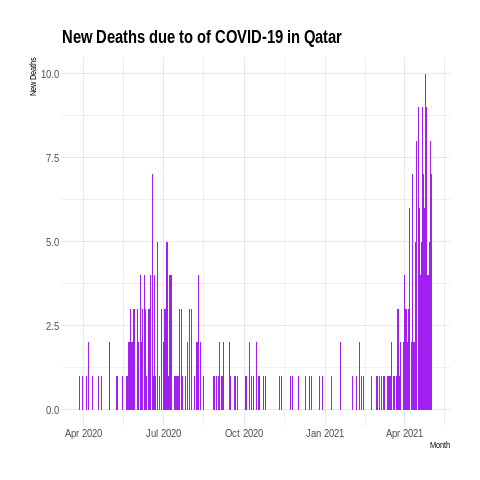 New Deaths due to of COVID-19 in Qatar
New Deaths
10.0
7.5
5.0
2.5
0.0
Apr 2020 Jul 2020 Oct 2020 Jan 2021 Apr 2021
Month